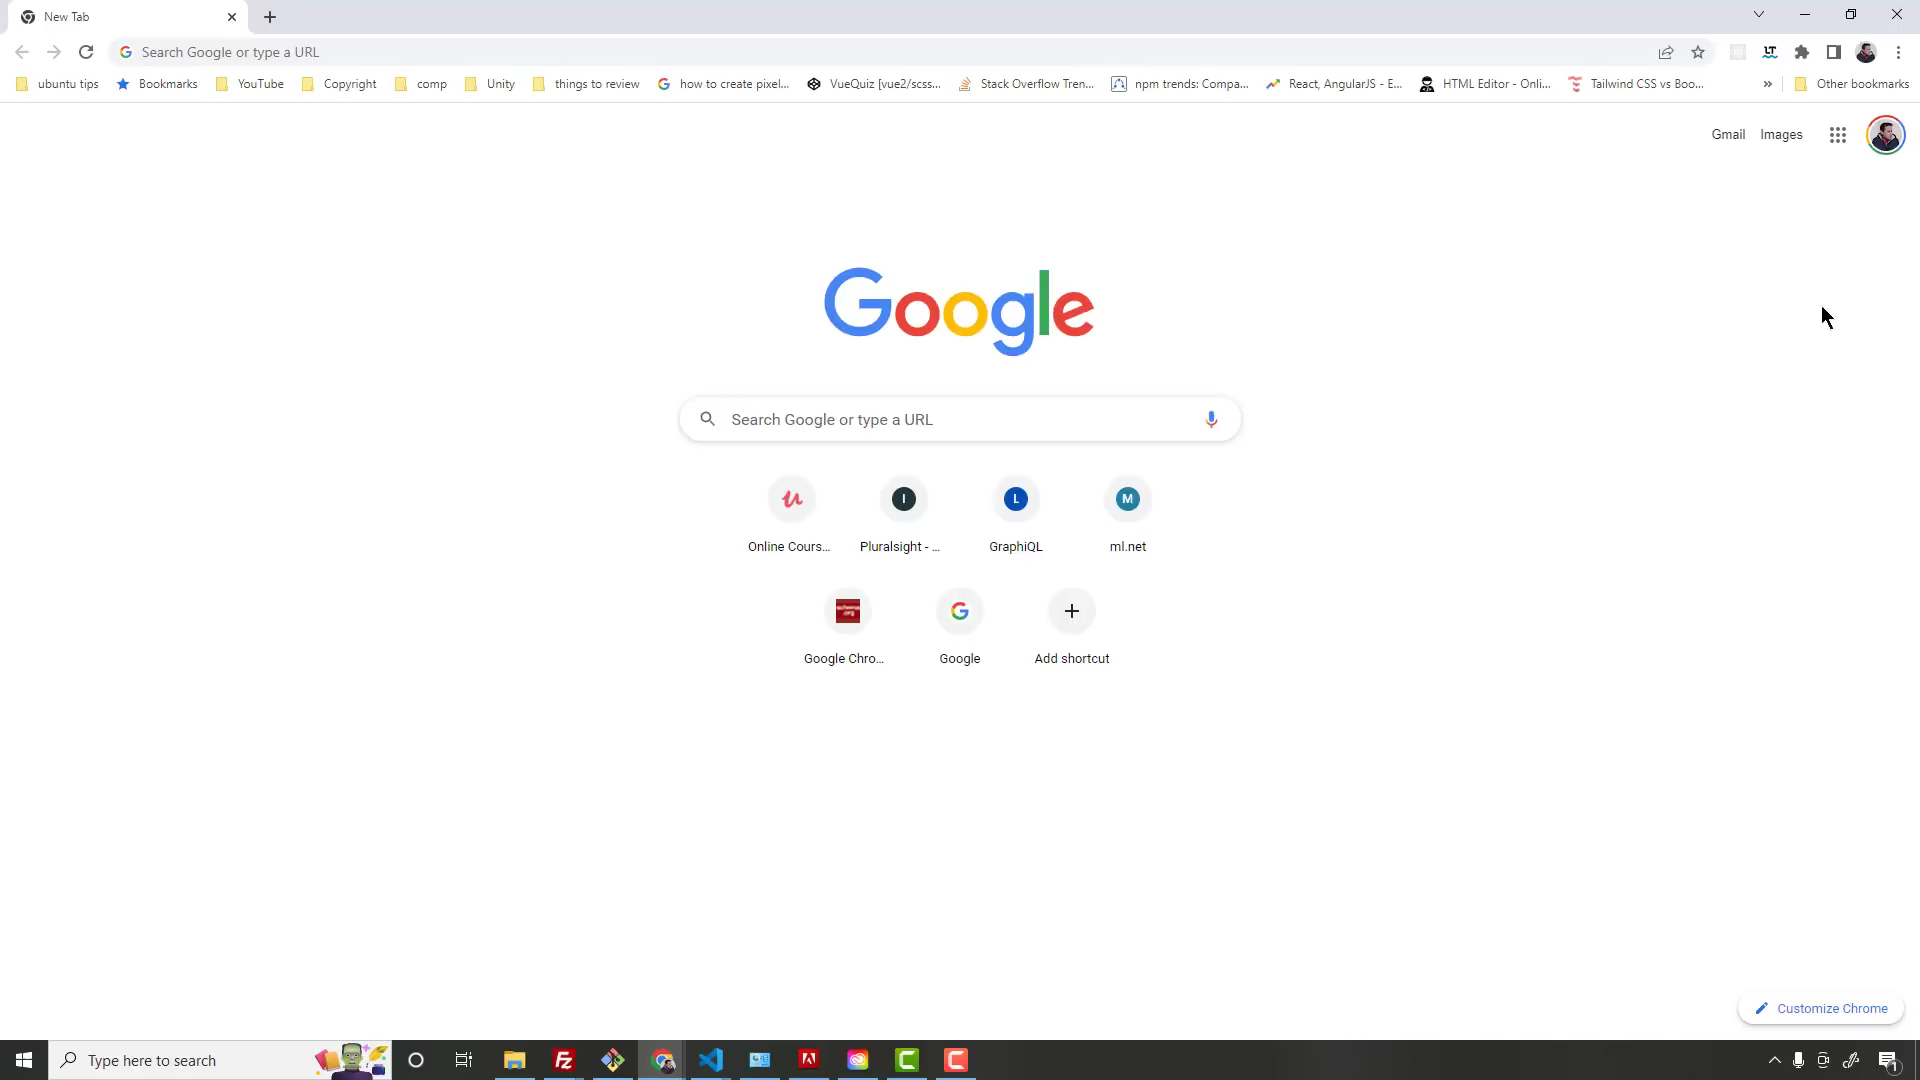 New Tab
Search Google or type a URL
ubuntu tips
Bookmarks
YouTube
Copyright
comp
Unity
things to review
how to create pixel...
VueQuiz [vue2/scss...
Stack Overflow Tren...
npm trends: Compa...
React, AngularJS - E...
HTML Editor - Onli...
Tailwind CSS vs Boo...
Other bookmarks
Gmail
Images
Google
Search Google or type a URL
Online Cours...
Pluralsight - ...
GraphiQL
ml.net
Google Chro...
Google
Add shortcut
Customize Chrome
Type here to search